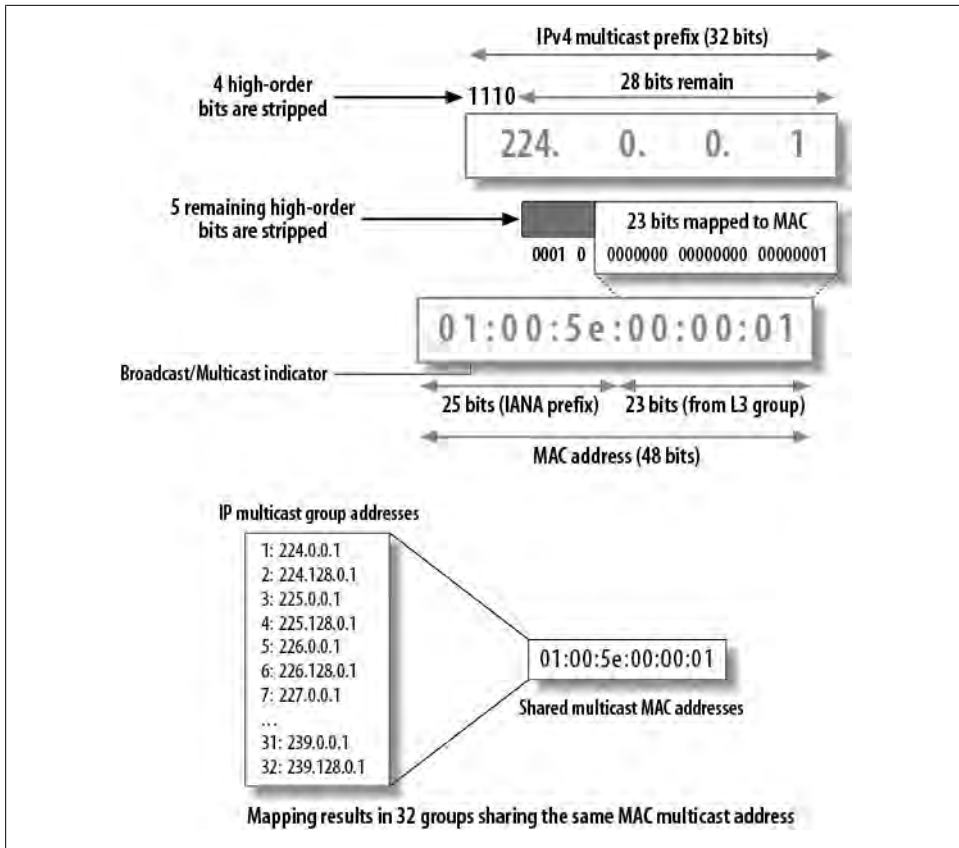 IPv4 multicast prefix (32 bits)
4 high-order
bits are stripped
1110
28 bits remain
224. 0. 0. 1
5 remaining high-order
bits are stripped
23 bits mapped to MAC
0001 0 0000000 00000000 00000001
01:00:5e:00:00:01
Broadcast/Multicast indicator
25 bits (IANA prefix)
23 bits (from L3 group)
MAC address (48 bits)
IP multicast group addresses
1: 224.0.0.1
2: 224.128.0.1
3: 225.0.0.1
4: 225.128.0.1
5: 226.0.0.1
6: 226.128.0.1
7: 227.0.0.1
...
31: 239.0.0.1
32: 239.128.0.1
01:00:5e:00:00:01
Shared multicast MAC addresses
Mapping results in 32 groups sharing the same MAC multicast address